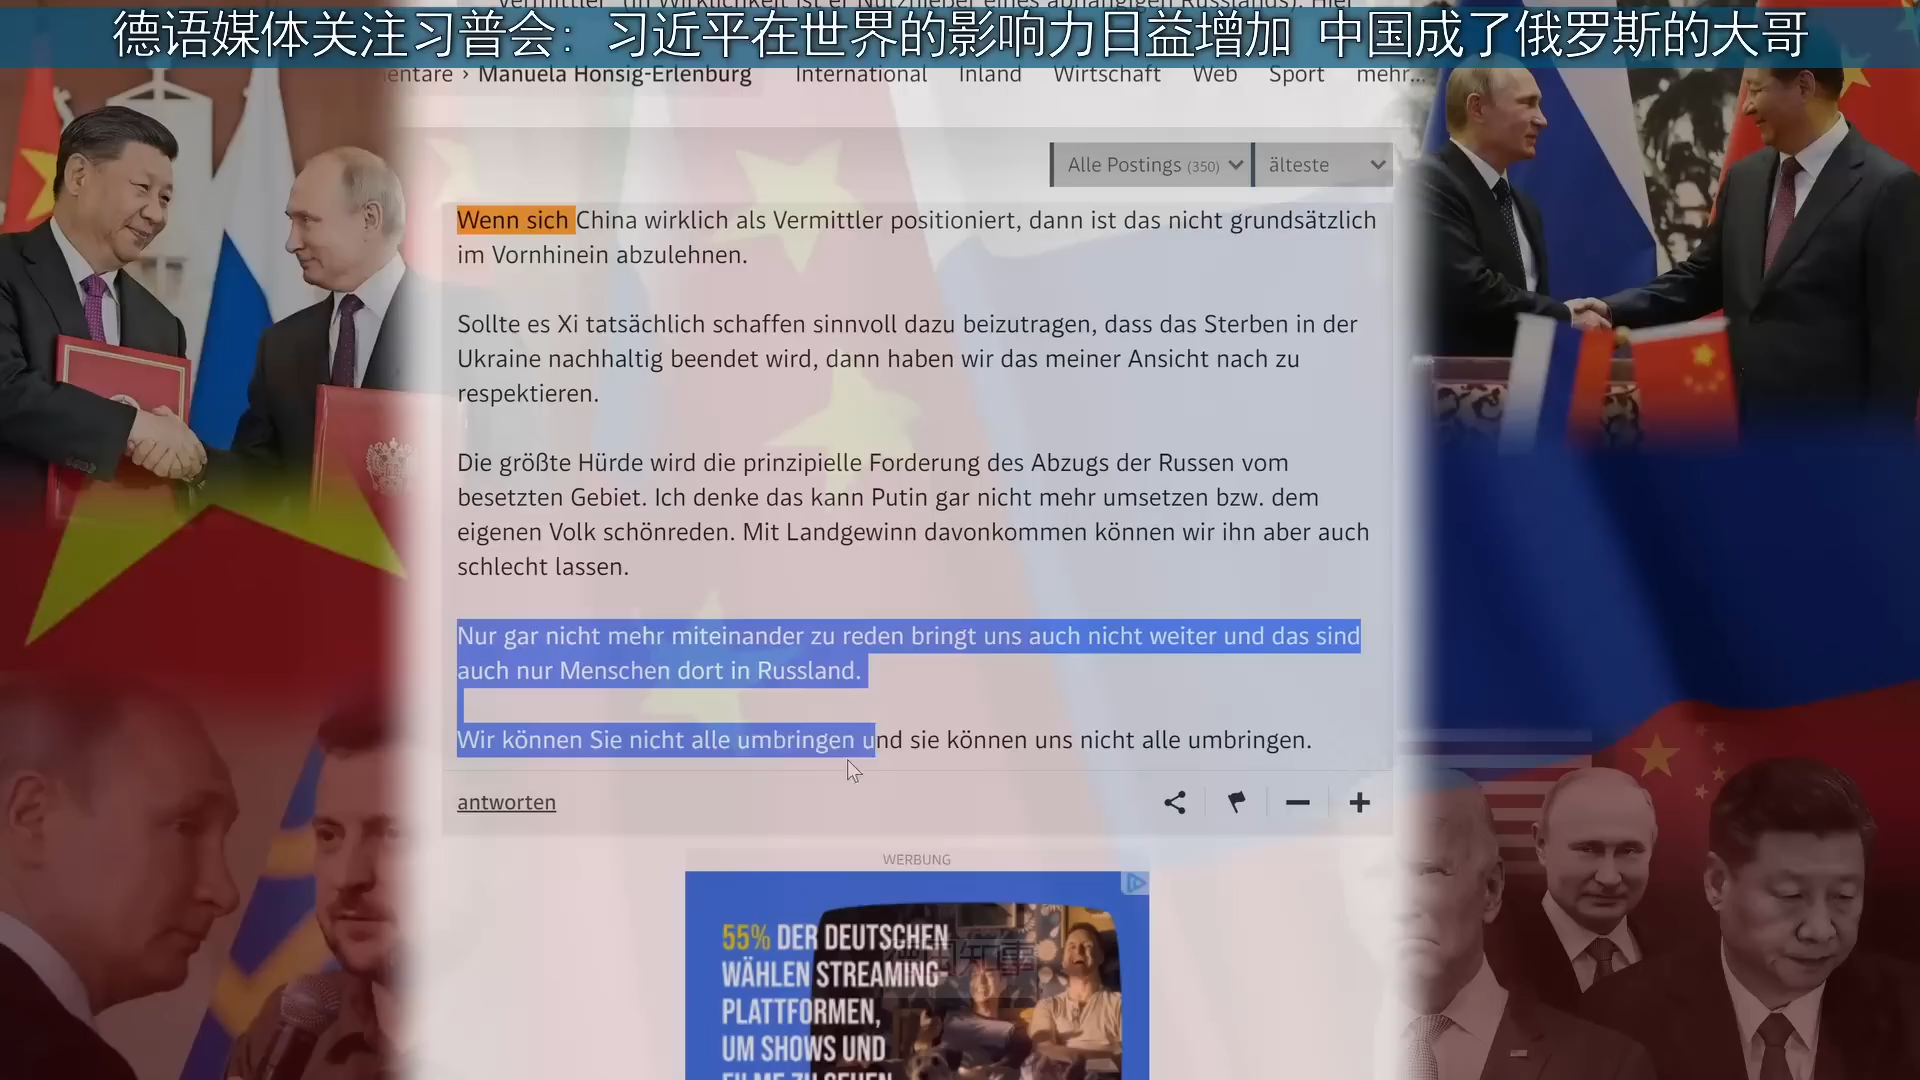 德语媒体关注习普会：习近平在世界的影响力日益增加 中国成了俄罗斯的大哥
entare › Manuela Honsig-Erlenburg International Inland Wirtschaft Web Sport mehr...
Alle Postings (350) älteste
Wenn sich China wirklich als Vermittler positioniert, dann ist das nicht grundsätzlich
im Vornhinein abzulehnen.
Sollte es Xi tatsächlich schaffen sinnvoll dazu beizutragen, dass das Sterben in der
Ukraine nachhaltig beendet wird, dann haben wir das meiner Ansicht nach zu
respektieren.
Die größte Hürde wird die prinzipielle Forderung des Abzugs der Russen vom
besetzten Gebiet. Ich denke das kann Putin gar nicht mehr umsetzen bzw. dem
eigenen Volk schönreden. Mit Landgewinn davonkommen können wir ihn aber auch
schlecht lassen.
Nur gar nicht mehr miteinander zu reden bringt uns auch nicht weiter und das sind
auch nur Menschen dort in Russland.
Wir können Sie nicht alle umbringen und sie können uns nicht alle umbringen.
antworten
WERBUNG
55% DER DEUTSCHEN
WÄHLEN STREAMING-
PLATTFORMEN,
UM SHOWS UND